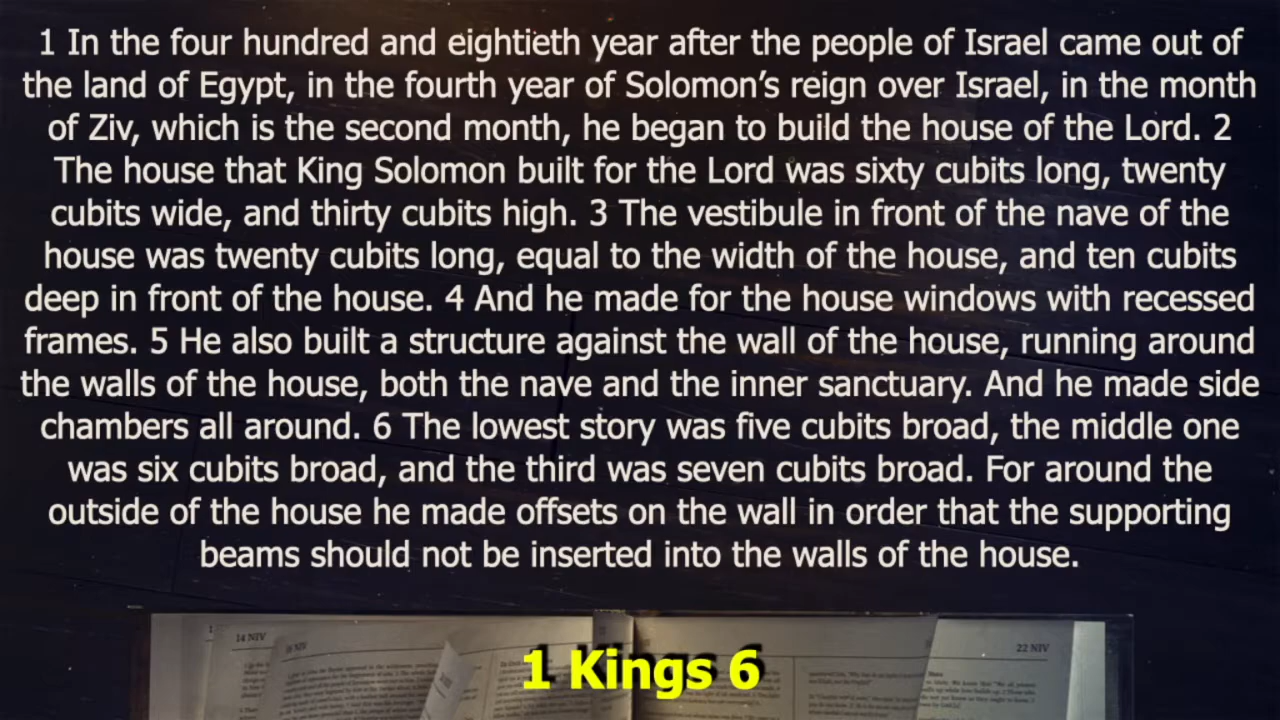 1 In the four hundred and eightieth year after the people of Israel came out of
the land of Egypt, in the fourth year of Solomon’s reign over Israel, in the month
of Ziv, which is the second month, he began to build the house of the Lord. 2
The house that King Solomon built for the Lord was sixty cubits long, twenty
cubits wide, and thirty cubits high. 3 The vestibule in front of the nave of the
house was twenty cubits long, equal to the width of the house, and ten cubits
deep in front of the house. 4 And he made for the house windows with recessed
frames. 5 He also built a structure against the wall of the house, running around
the walls of the house, both the nave and the inner sanctuary. And he made side
chambers all around. 6 The lowest story was five cubits broad, the middle one
was six cubits broad, and the third was seven cubits broad. For around the
outside of the house he made offsets on the wall in order that the supporting
beams should not be inserted into the walls of the house.
14 NIV
22 NIV
1 Kings 6